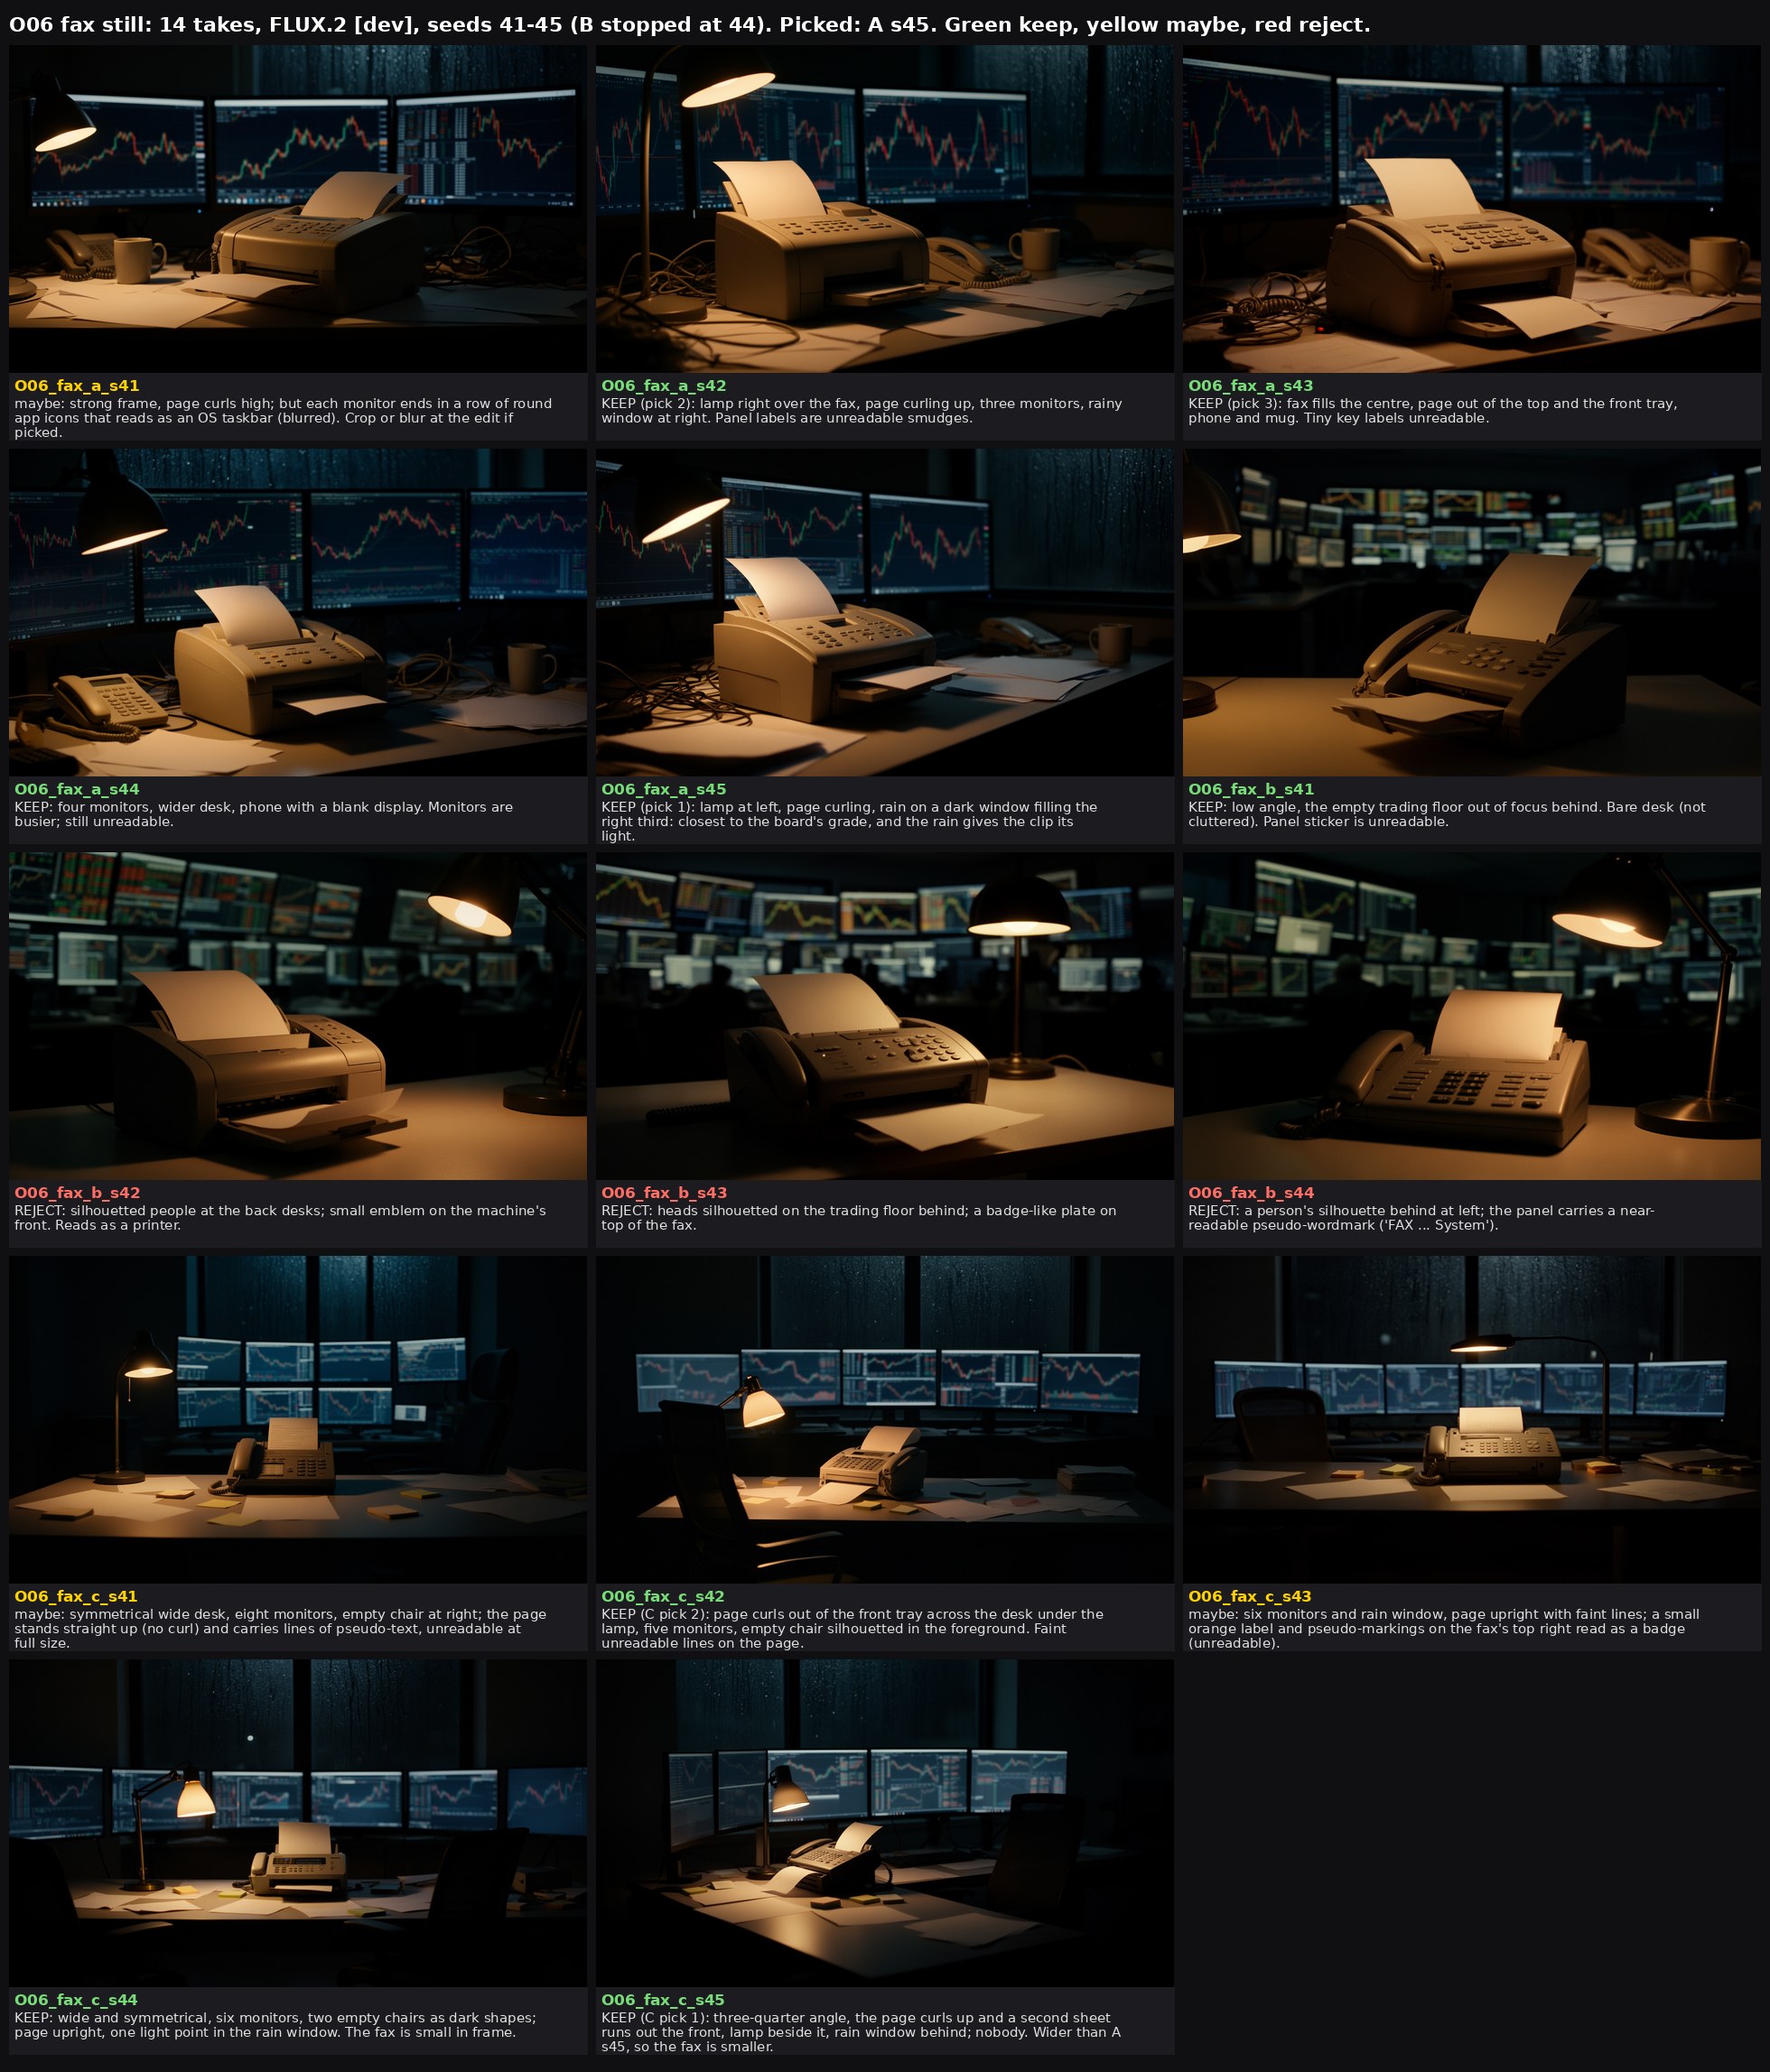 O06 fax still: 14 takes, FLUX.2 [dev], seeds 41-45 (B stopped at 44). Picked: A s45. Green keep, yellow maybe, red reject.
O06_fax_a_s41
maybe: strong frame, page curls high; but each monitor ends in a row of round
app icons that reads as an OS taskbar (blurred). Crop or blur at the edit if
picked.
O06_fax_a_s42
KEEP (pick 2): lamp right over the fax, page curling up, three monitors, rainy
window at right. Panel labels are unreadable smudges.
O06_fax_a_s43
KEEP (pick 3): fax fills the centre, page out of the top and the front tray,
phone and mug. Tiny key labels unreadable.
O06_fax_a_s44
KEEP: four monitors, wider desk, phone with a blank display. Monitors are
busier; still unreadable.
O06_fax_a_s45
KEEP (pick 1): lamp at left, page curling, rain on a dark window filling the
right third: closest to the board's grade, and the rain gives the clip its
light.
O06_fax_b_s41
KEEP: low angle, the empty trading floor out of focus behind. Bare desk (not
cluttered). Panel sticker is unreadable.
O06_fax_b_s42
REJECT: silhouetted people at the back desks; small emblem on the machine's
front. Reads as a printer.
O06_fax_b_s43
REJECT: heads silhouetted on the trading floor behind; a badge-like plate on
top of the fax.
O06_fax_b_s44
REJECT: a person's silhouette behind at left; the panel carries a near-
readable pseudo-wordmark ('FAX ... System').
O06_fax_c_s41
maybe: symmetrical wide desk, eight monitors, empty chair at right; the page
stands straight up (no curl) and carries lines of pseudo-text, unreadable at
full size.
O06_fax_c_s42
KEEP (C pick 2): page curls out of the front tray across the desk under the
lamp, five monitors, empty chair silhouetted in the foreground. Faint
unreadable lines on the page.
O06_fax_c_s43
maybe: six monitors and rain window, page upright with faint lines; a small
orange label and pseudo-markings on the fax's top right read as a badge
(unreadable).
O06_fax_c_s44
KEEP: wide and symmetrical, six monitors, two empty chairs as dark shapes;
page upright, one light point in the rain window. The fax is small in frame.
O06_fax_c_s45
KEEP (C pick 1): three-quarter angle, the page curls up and a second sheet
runs out the front, lamp beside it, rain window behind; nobody. Wider than A
s45, so the fax is smaller.